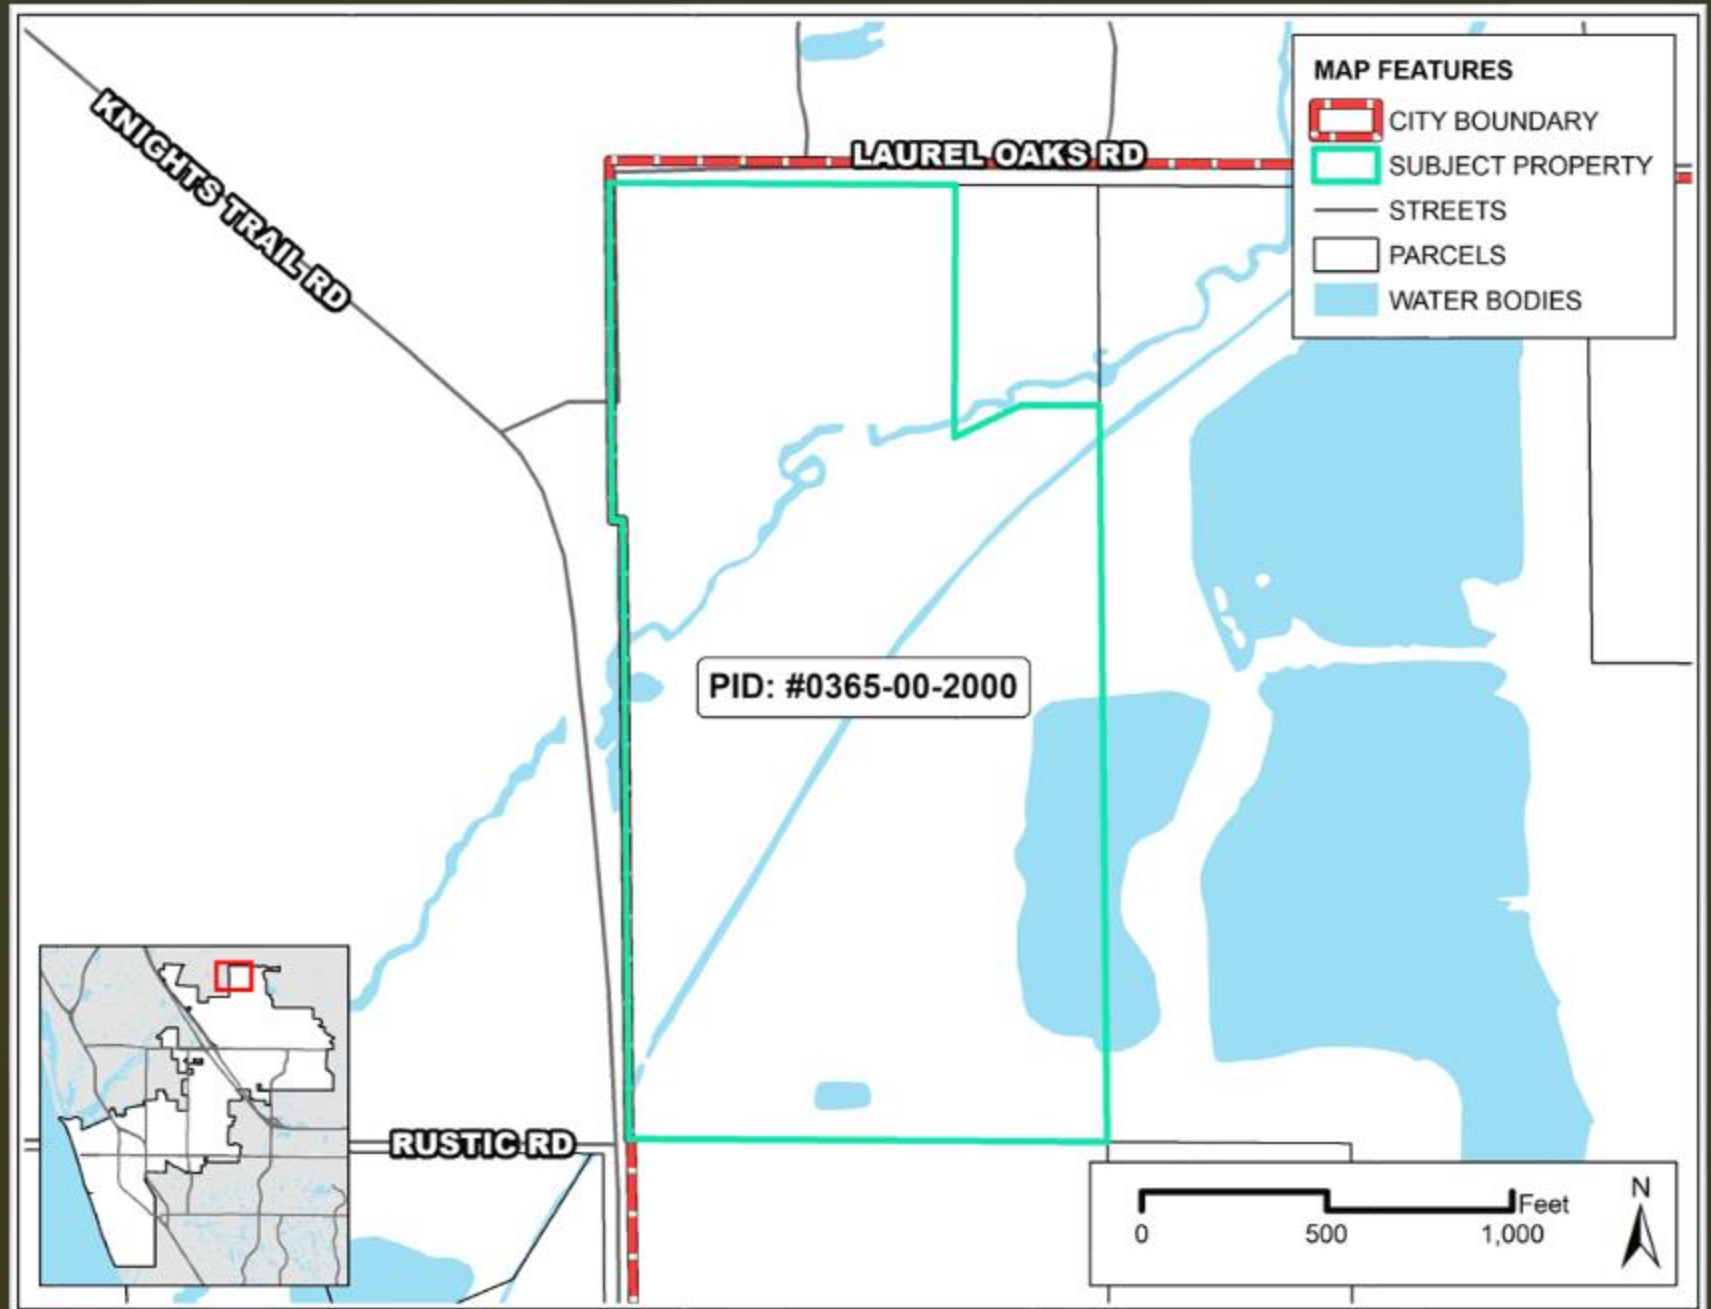 KNIGHTS TRAIL RD
LAUREL OAKS RD
MAP FEATURES
CITY BOUNDARY
SUBJECT PROPERTY
STREETS
PARCELS
WATER BODIES
PID: #0365-00-2000
RUSTIC RD
Feet
0 500 1,000
N